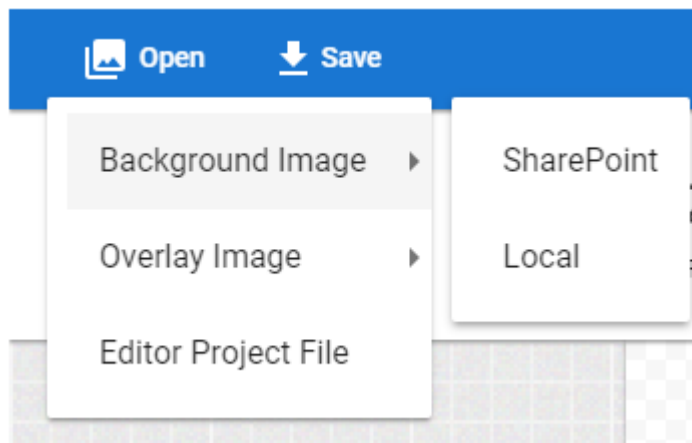 Open Save
Background Image SharePoint
Overlay Image Local
Editor Project File